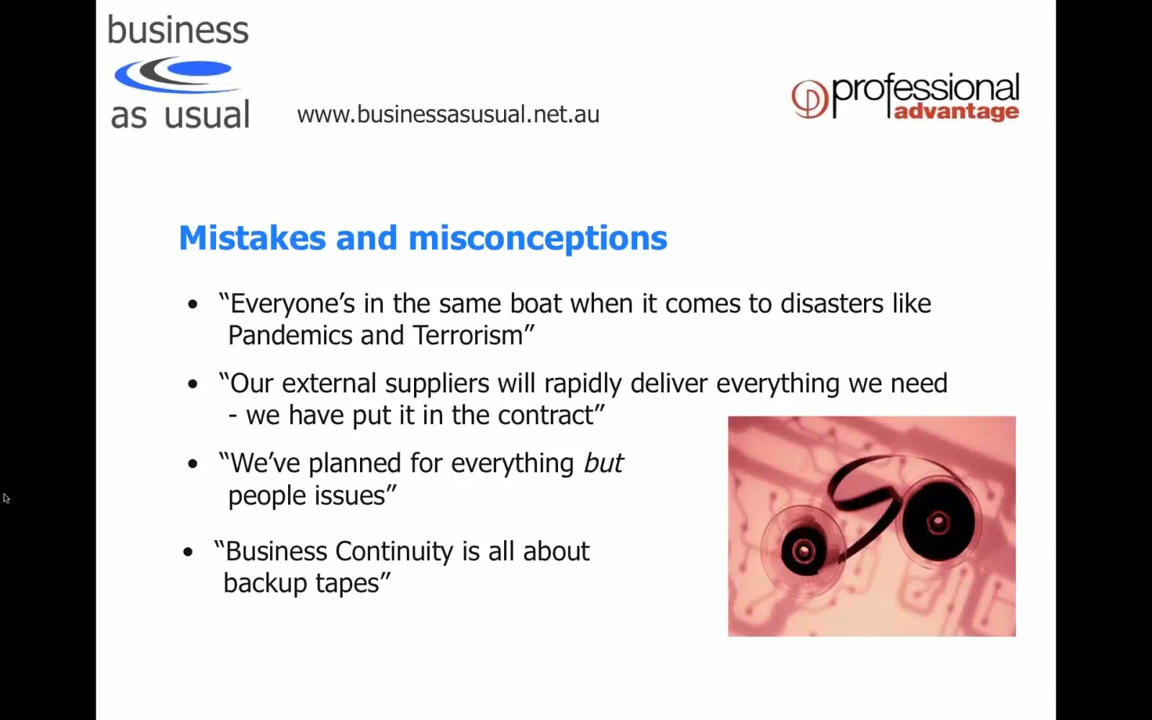 business
as usual
www.businessasusual.net.au
professional
advantage
Mistakes and misconceptions
• “Everyone’s in the same boat when it comes to disasters like
Pandemics and Terrorism”
• “Our external suppliers will rapidly deliver everything we need
- we have put it in the contract”
• “We’ve planned for everything but
people issues”
• “Business Continuity is all about
backup tapes”